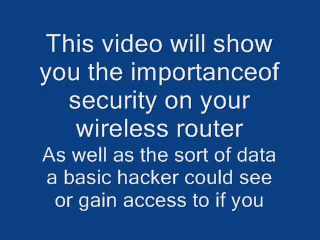 This video will show
you the importanceof
security on your
wireless router
As well as the sort of data
a basic hacker could see
or gain access to if you